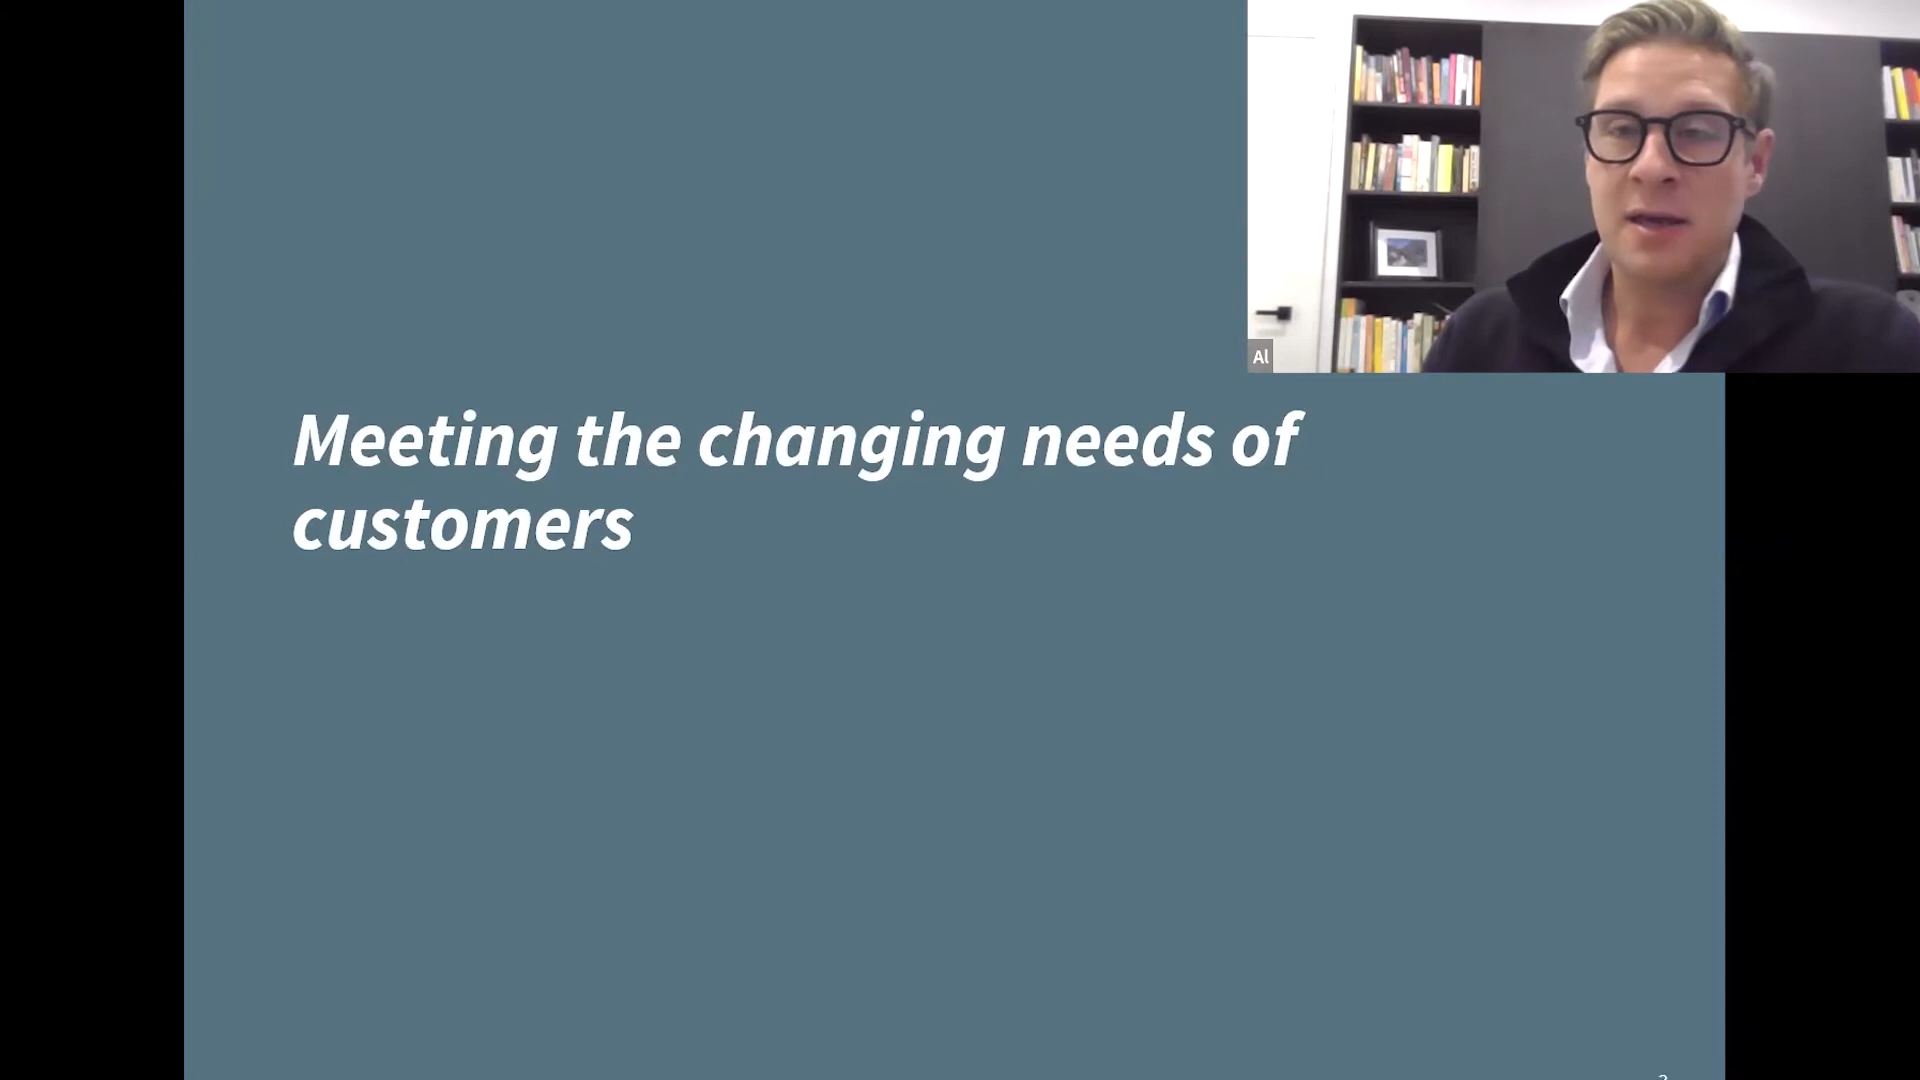 Al
Meeting the changing needs of
customers